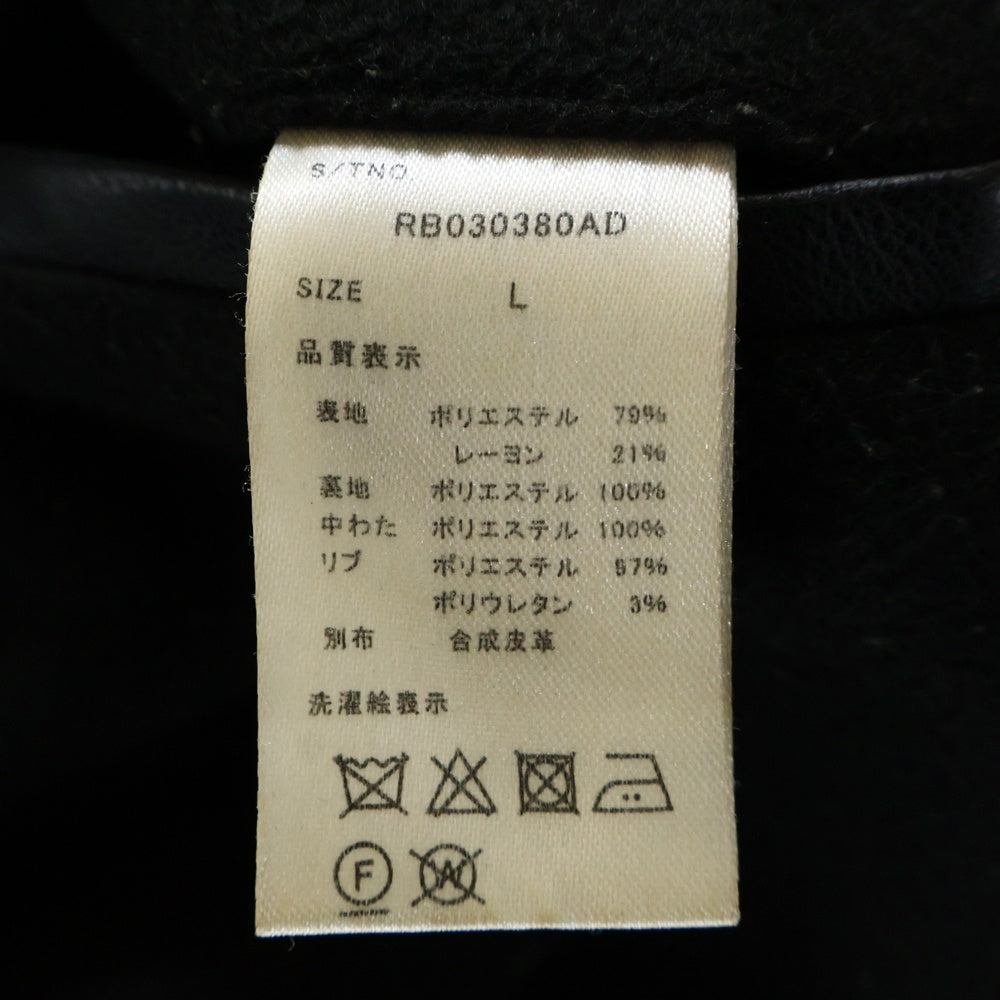 S/TNO.
RB030380AD
SIZE L
品質表示
表地 ポリエステル 79%
レーヨン 21%
裏地 ポリエステル 100%
中わた ポリエステル 100%
リブ ポリエステル 97%
ポリウレタン 3%
別布 合成皮革
洗濯絵表示
F W